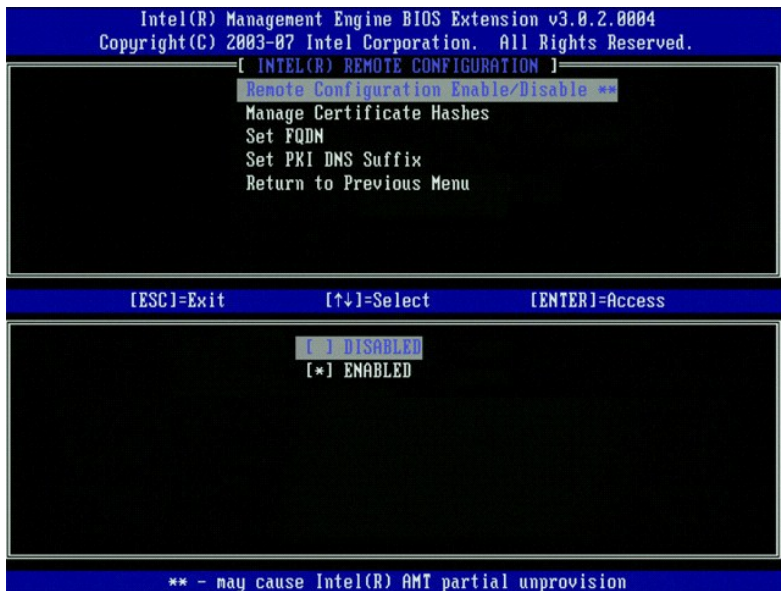 Intel(R) Management Engine BIOS Extension v3.0.2.0004
Copyright(C) 2003-07 Intel Corporation. All Rights Reserved.
[ INTEL(R) REMOTE CONFIGURATION ]
Remote Configuration Enable/Disable **
Manage Certificate Hashes
Set FQDN
Set PKI DNS Suffix
Return to Previous Menu
[ESC]=Exit [↑↓]=Select [ENTER]=Access
[ ] DISABLED
[*] ENABLED
** - may cause Intel(R) AMT partial unprovision